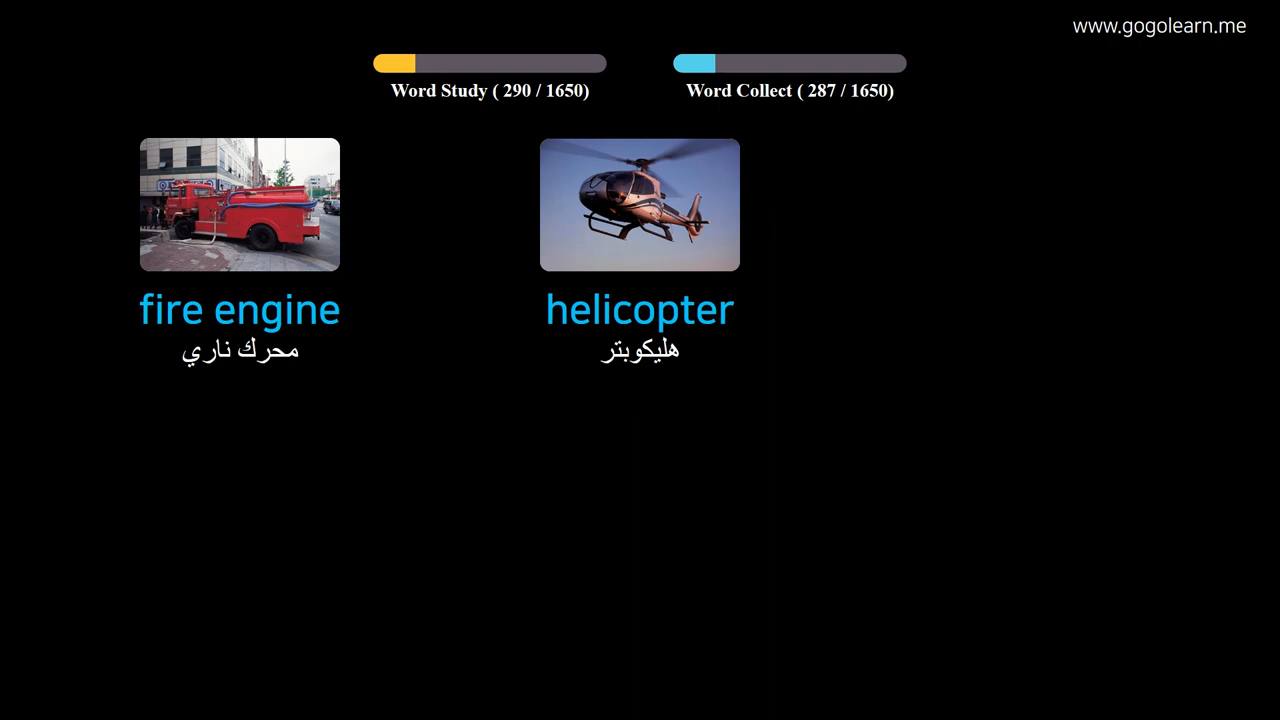 www.gogolearn.me
Word Study ( 290 / 1650)
Word Collect ( 287 / 1650)
fire engine
محرك ناري
helicopter
هليكوبتر